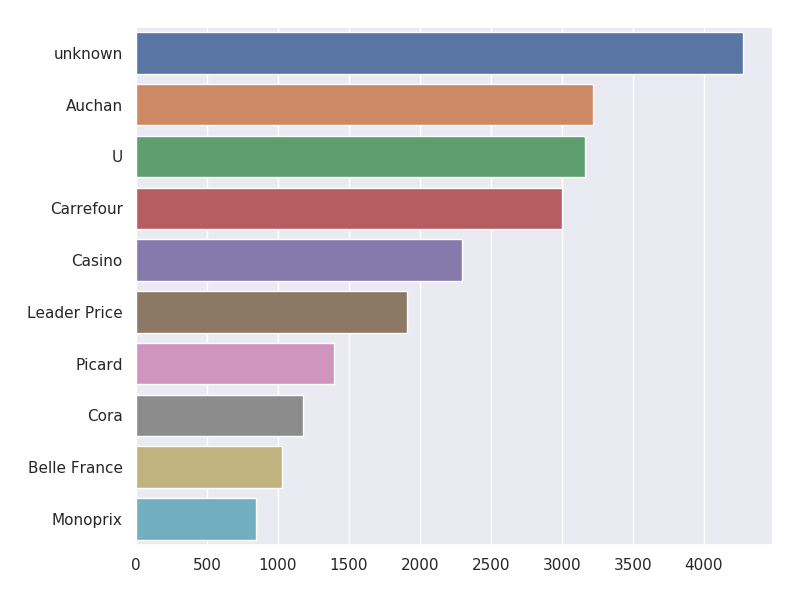 unknown
Auchan
U
Carrefour
Casino
Leader Price
Picard
Cora
Belle France
Monoprix
0 500 1000 1500 2000 2500 3000 3500 4000